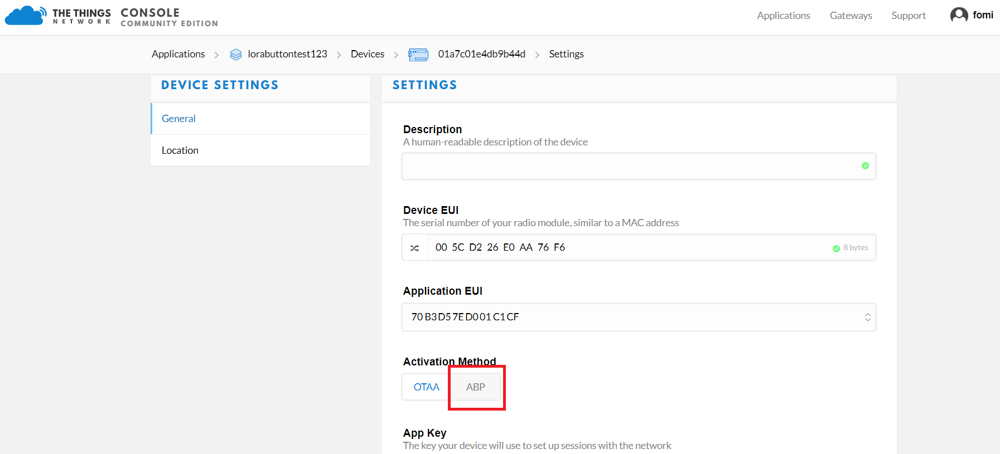 THE THINGS NETWORK CONSOLE COMMUNITY EDITION
Applications Gateways Support fomi
Applications lorabuttontest123 Devices 01a7c01e4db9b44d Settings
DEVICE SETTINGS
General
Location
SETTINGS
Description
A human-readable description of the device
Device EUI
The serial number of your radio module, similar to a MAC address
00 5C D2 26 E0 AA 76 F6 8 bytes
Application EUI
70 B3 D5 7E D0 01 C1 CF
Activation Method
OTAA ABP
App Key
The key your device will use to set up sessions with the network